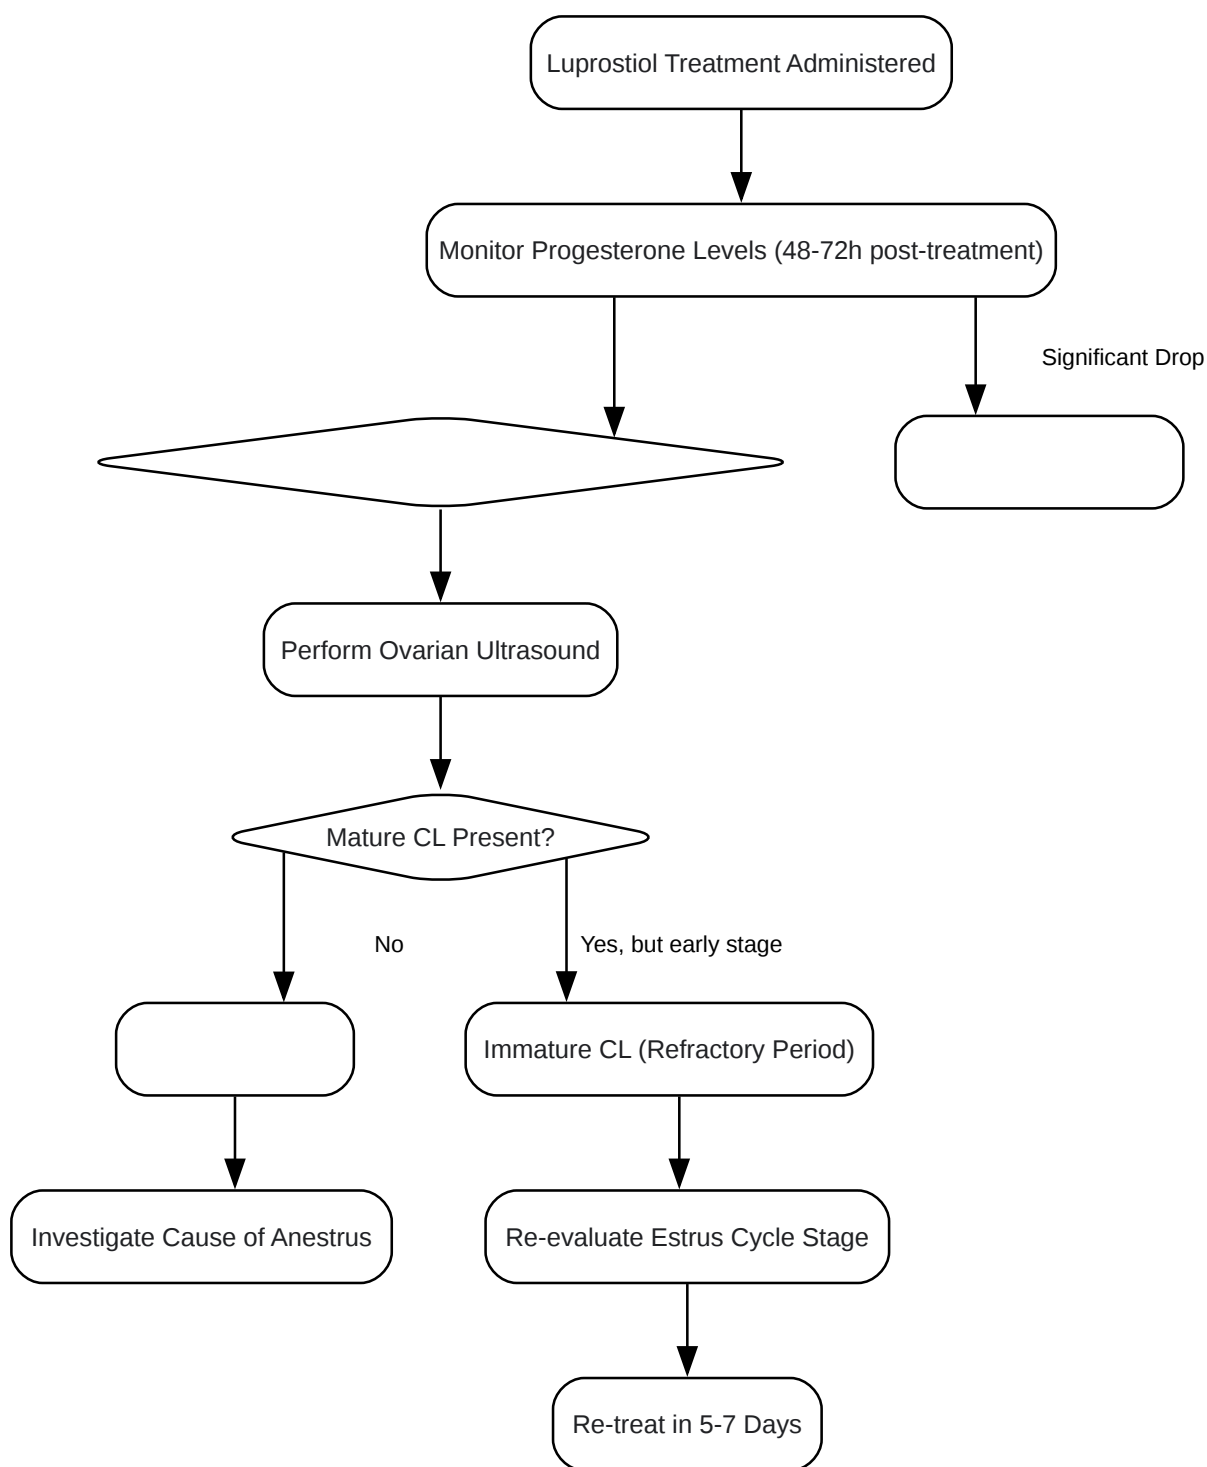 Luprostiol Treatment Administered
Monitor Progesterone Levels (48-72h post-treatment)
Significant Drop
Perform Ovarian Ultrasound
Mature CL Present?
No
Yes, but early stage
Immature CL (Refractory Period)
Investigate Cause of Anestrus
Re-evaluate Estrus Cycle Stage
Re-treat in 5-7 Days